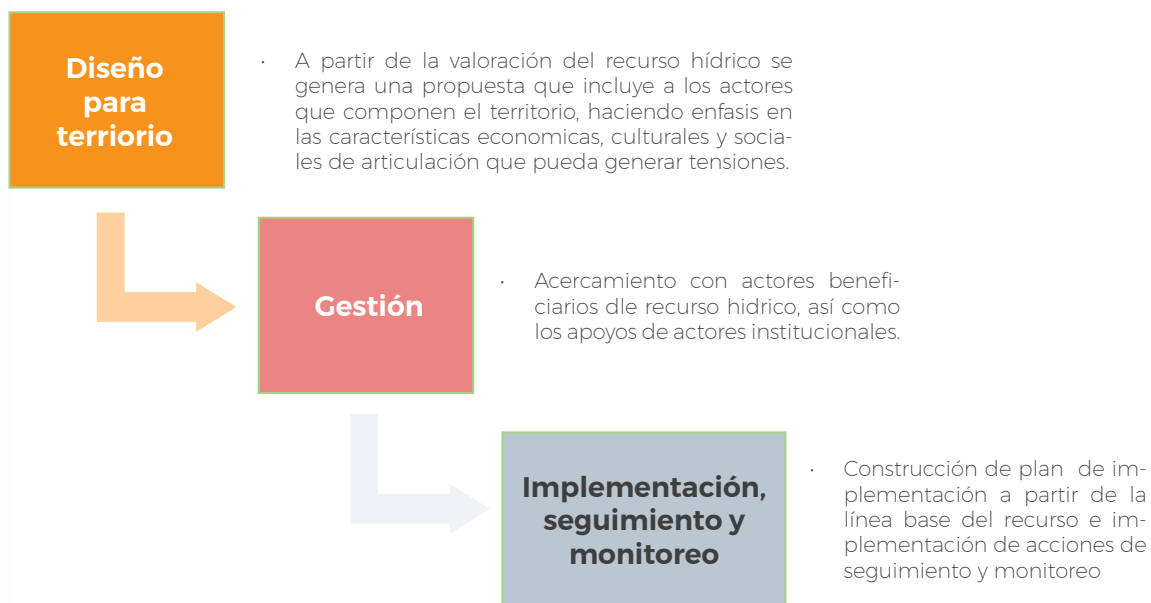 Diseño
para
terriorio
· A partir de la valoración del recurso hídrico se
genera una propuesta que incluye a los actores
que componen el territorio, haciendo enfasis en
las características economicas, culturales y socia-
les de articulación que pueda generar tensiones.
Gestión
· Acercamiento con actores benefi-
ciarios dle recurso hidrico, así como
los apoyos de actores institucionales.
Implementación,
seguimiento y
monitoreo
· Construcción de plan de im-
plementación a partir de la
línea base del recurso e im-
plementación de acciones de
seguimiento y monitoreo